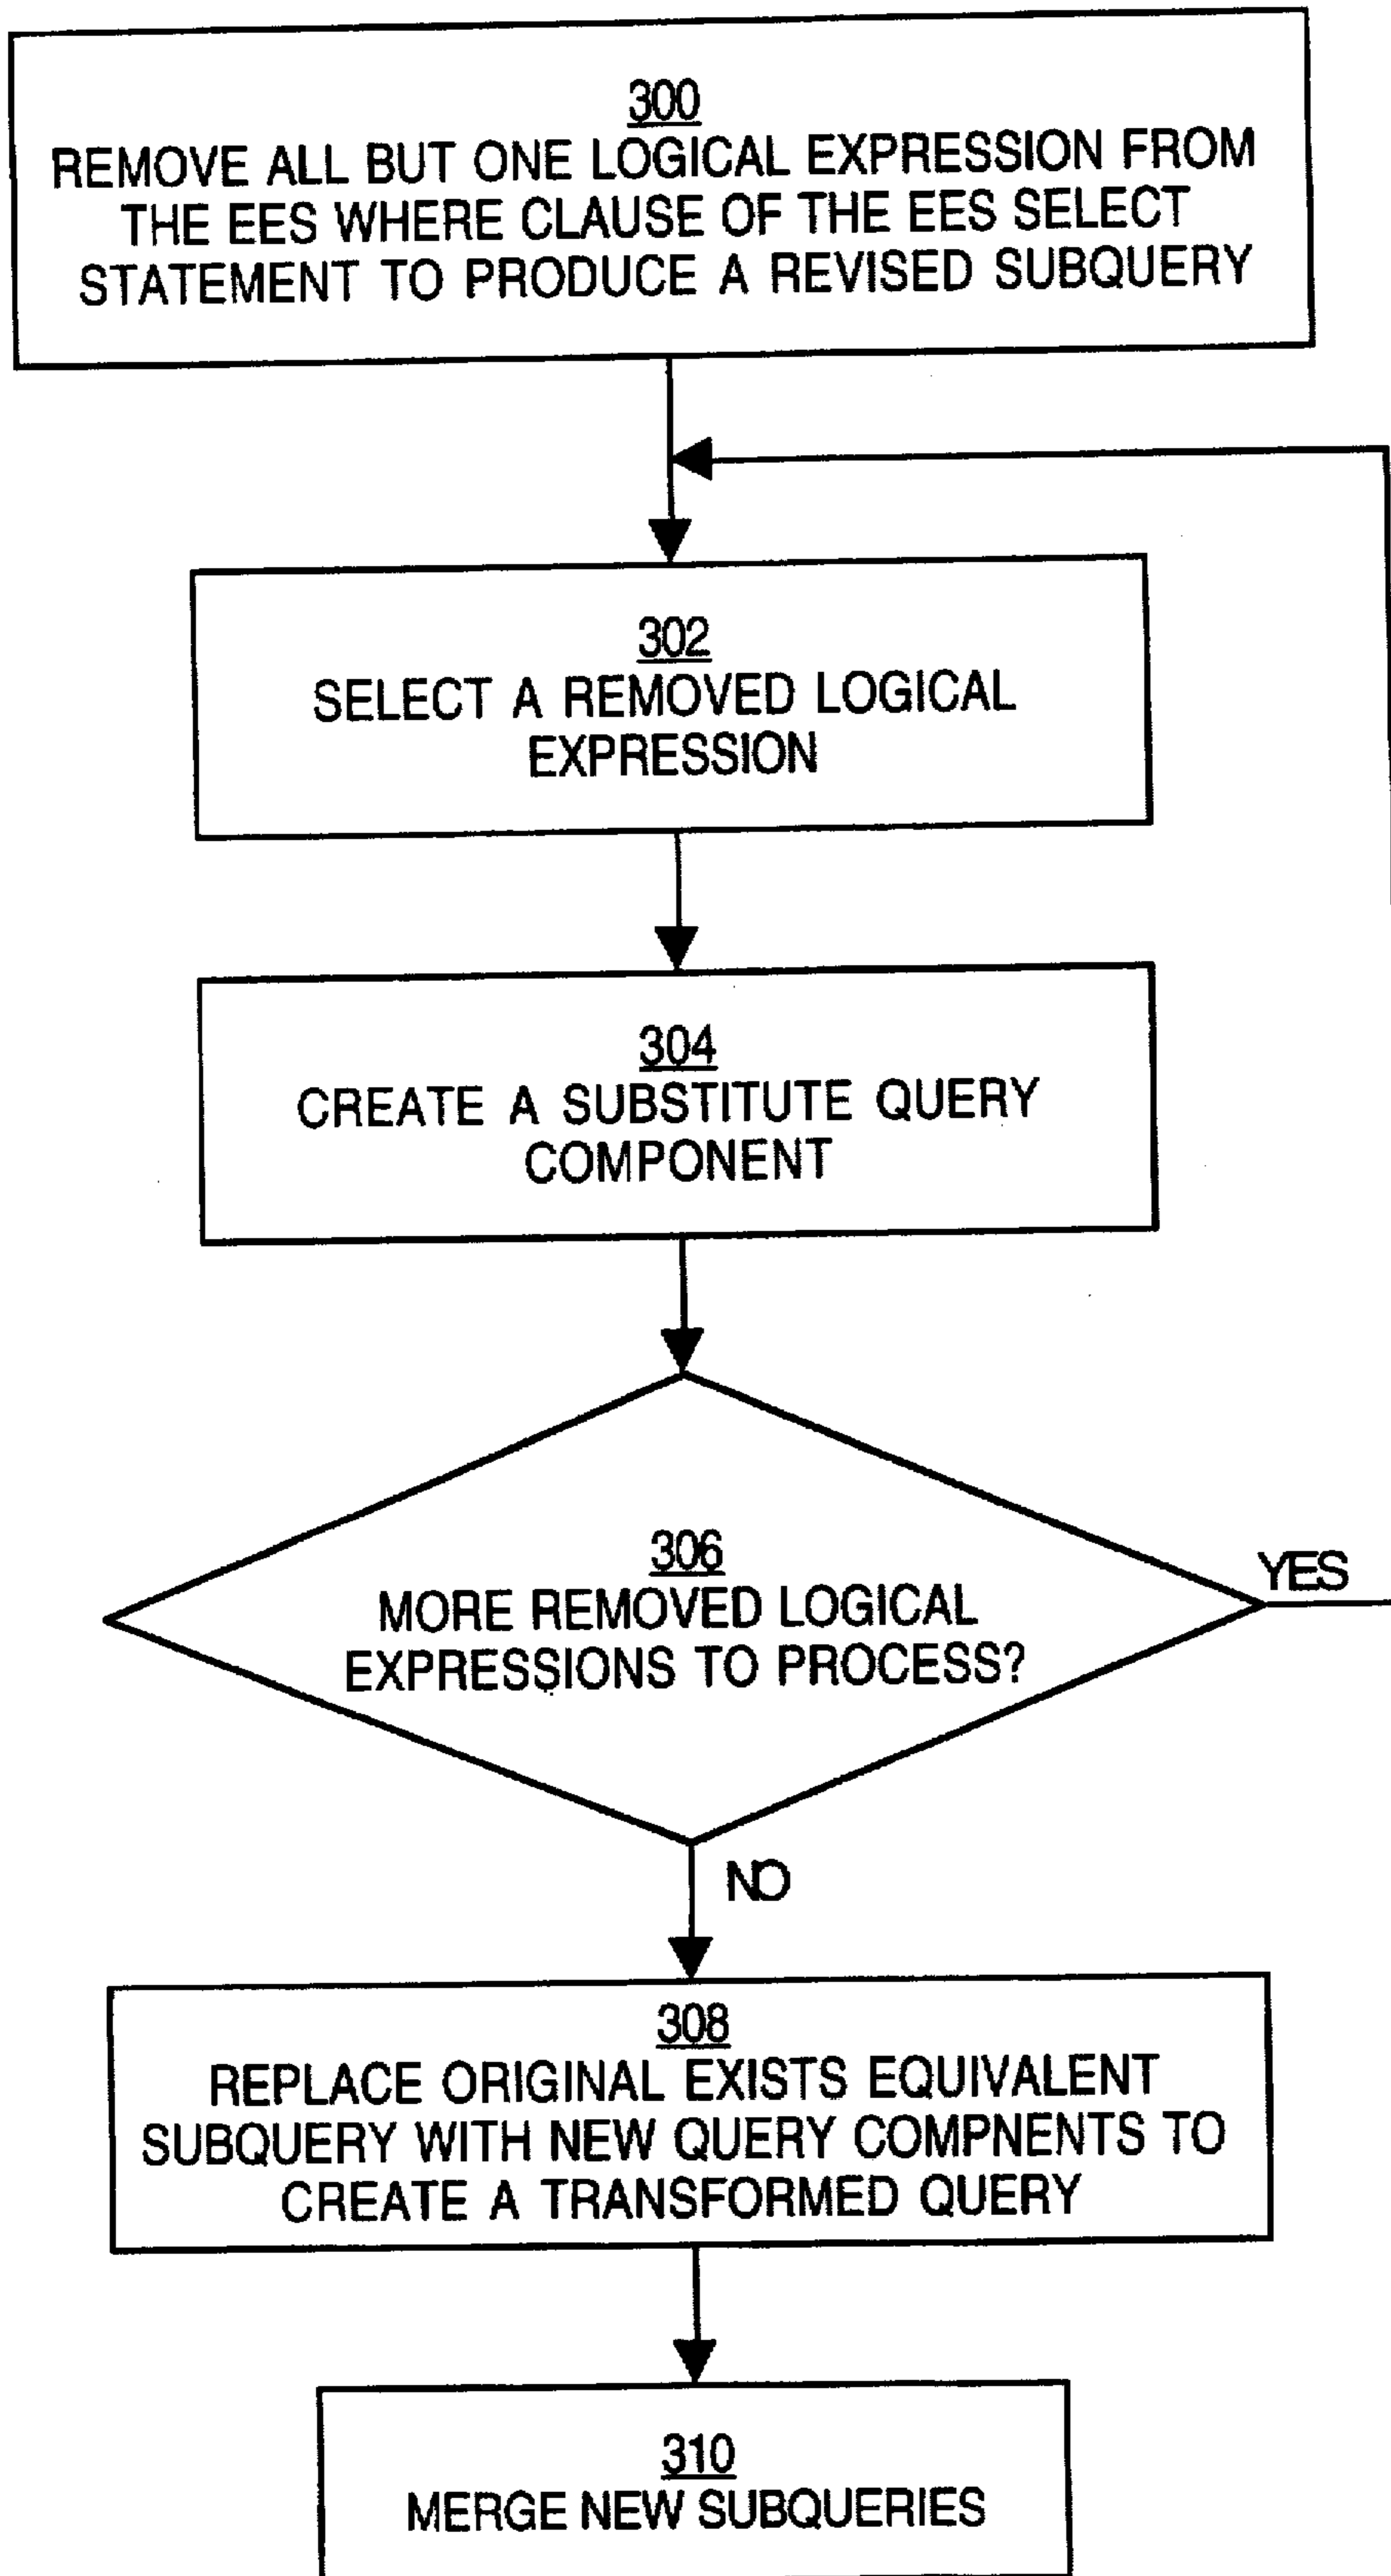 300
REMOVE ALL BUT ONE LOGICAL EXPRESSION FROM
THE EES WHERE CLAUSE OF THE EES SELECT
STATEMENT TO PRODUCE A REVISED SUBQUERY
302
SELECT A REMOVED LOGICAL
EXPRESSION
304
CREATE A SUBSTITUTE QUERY
COMPONENT
306
MORE REMOVED LOGICAL
EXPRESSIONS TO PROCESS?
YES
NO
308
REPLACE ORIGINAL EXISTS EQUIVALENT
SUBQUERY WITH NEW QUERY COMPNENTS TO
CREATE A TRANSFORMED QUERY
310
MERGE NEW SUBQUERIES